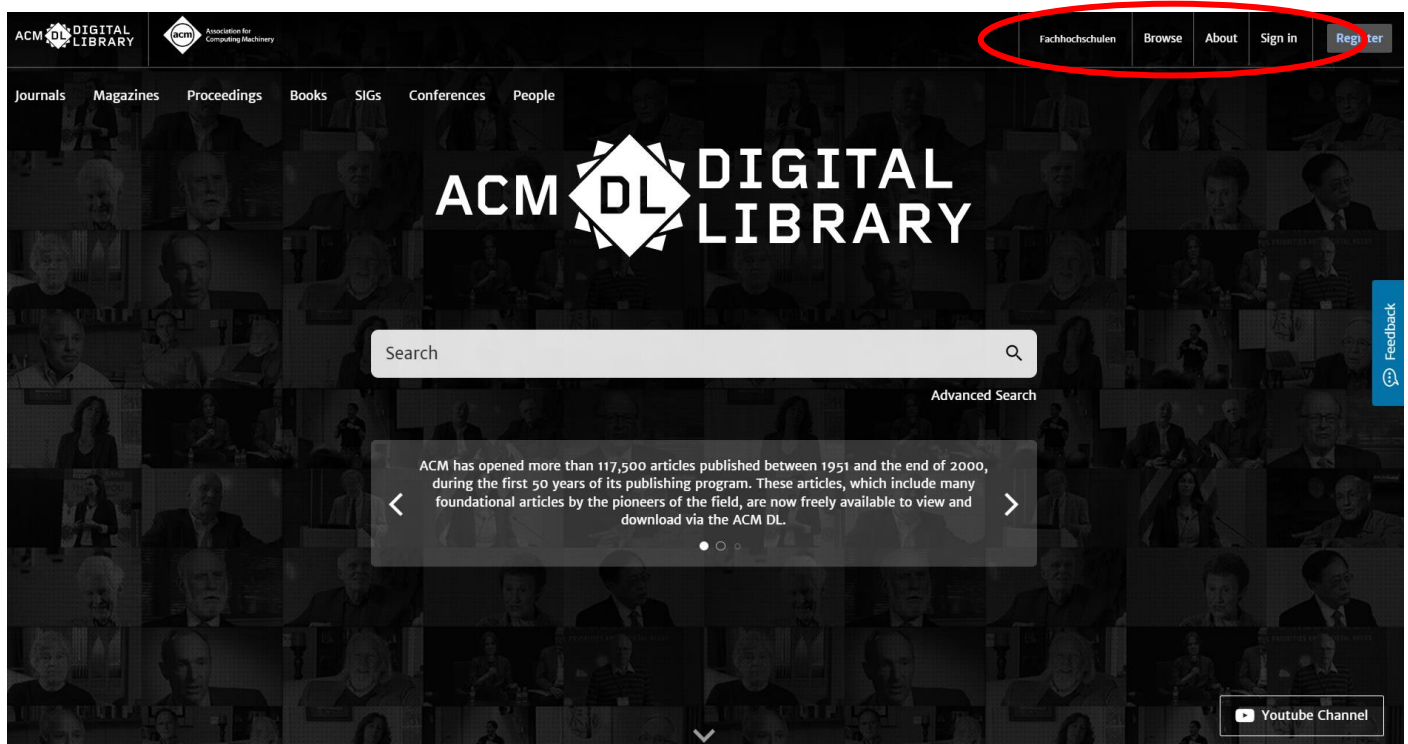 ACM DL DIGITAL LIBRARY
acm Association for Computing Machinery
Fachhochschulen Browse About Sign in Register
Journals Magazines Proceedings Books SIGs Conferences People
ACM DL DIGITAL
LIBRARY
Search
Advanced Search
Feedback
ACM has opened more than 117,500 articles published between 1951 and the end of 2000,
during the first 50 years of its publishing program. These articles, which include many
foundational articles by the pioneers of the field, are now freely available to view and
download via the ACM DL.
Youtube Channel